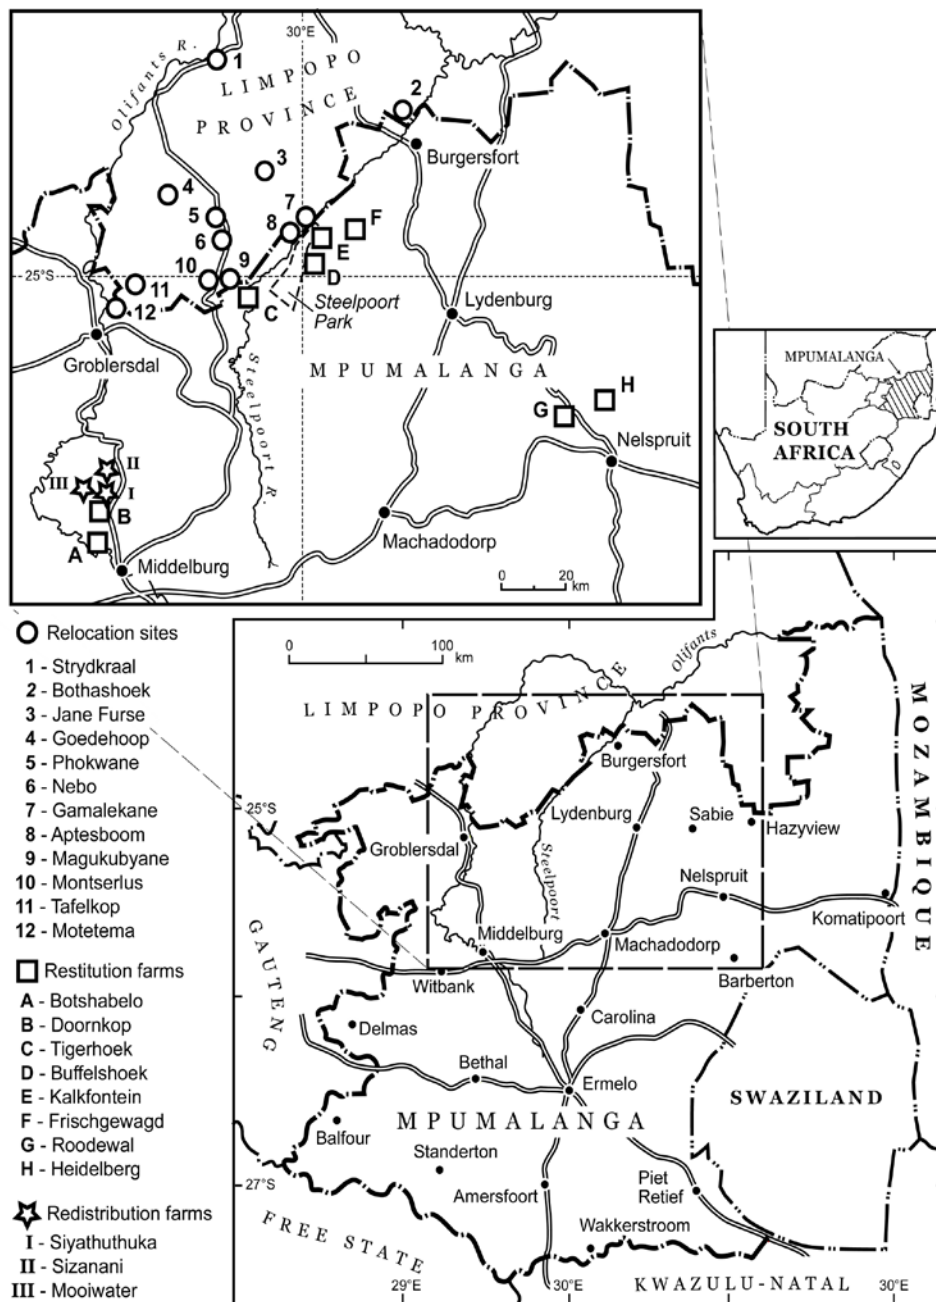 30°E
Olifants R.
LIMPOPO
PROVINCE
1
2
Burgersfort
3
4
7
5
8
F
6
E
25°S
10
9
D
11
C
Steelpoort
Park
12
Lydenburg
Groblersdal
MPUMALANGA
Steelpoort R.
H
G
Nelspruit
II
III
I
B
A
Machadodorp
Middelburg
0 20
km
MPUMALANGA
SOUTH
AFRICA
Relocation sites
1 - Strydkraal
2 - Bothashoek
3 - Jane Furse
4 - Goedehoop
5 - Phokwane
6 - Nebo
7 - Gamalekane
8 - Aptesboom
9 - Magukubyane
10 - Montserlus
11 - Tafelkop
12 - Motetema
Restitution farms
A - Botshabelo
B - Doornkop
C - Tigerhoek
D - Buffelshoek
E - Kalkfontein
F - Frischgewagd
G - Roodewal
H - Heidelberg
Redistribution farms
I - Siyathuthuka
II - Sizanani
III - Mooiwater
0 100
km
Olifants
LIMPOPO PROVINCE
MOZAMBIQUE
Burgersfort
25°S
Lydenburg
Sabie
Hazyview
Groblersdal
Steelpoort
Nelspruit
Komatipoort
Middelburg
Machadodorp
GAUTENG
Witbank
Barberton
Delmas
Carolina
Bethal
Ermelo
SWAZILAND
MPUMALANGA
Balfour
Standerton
27°S
Amersfoort
Piet
Retief
FREE STATE
Wakkerstroom
KWAZULU-NATAL
29°E
30°E
30°E